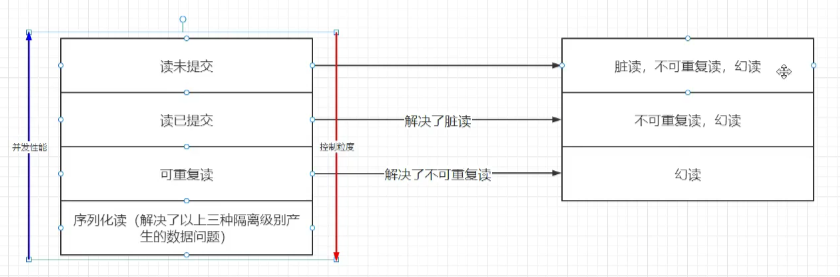 读未提交
脏读，不可重复读，幻读
并发性能
读已提交
解决了脏读
不可重复读，幻读
控制粒度
可重复读
解决了不可重复读
幻读
序列化读（解决了以上三种隔离级别产
生的数据问题）